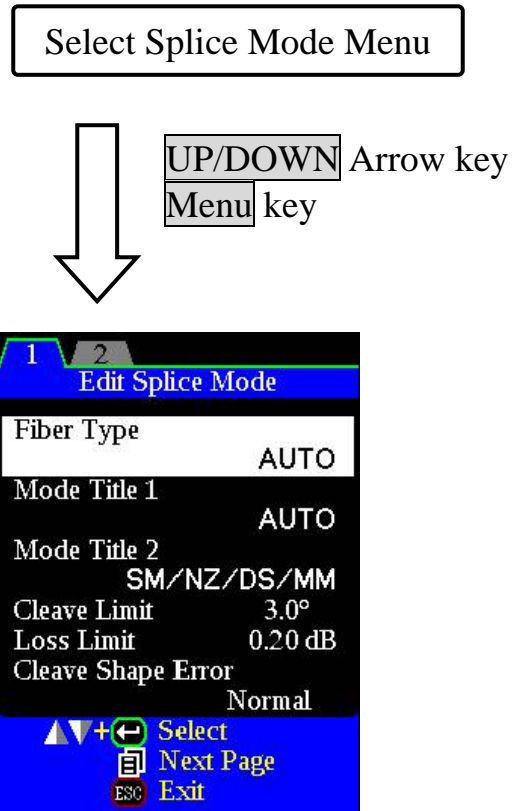 Select Splice Mode Menu
UP/DOWN Arrow key
Menu key
1 2
Edit Splice Mode
Fiber Type
AUTO
Mode Title 1
AUTO
Mode Title 2
SM/NZ/DS/MM
Cleave Limit 3.0°
Loss Limit 0.20 dB
Cleave Shape Error
Normal
+ Select
Next Page
ESC Exit